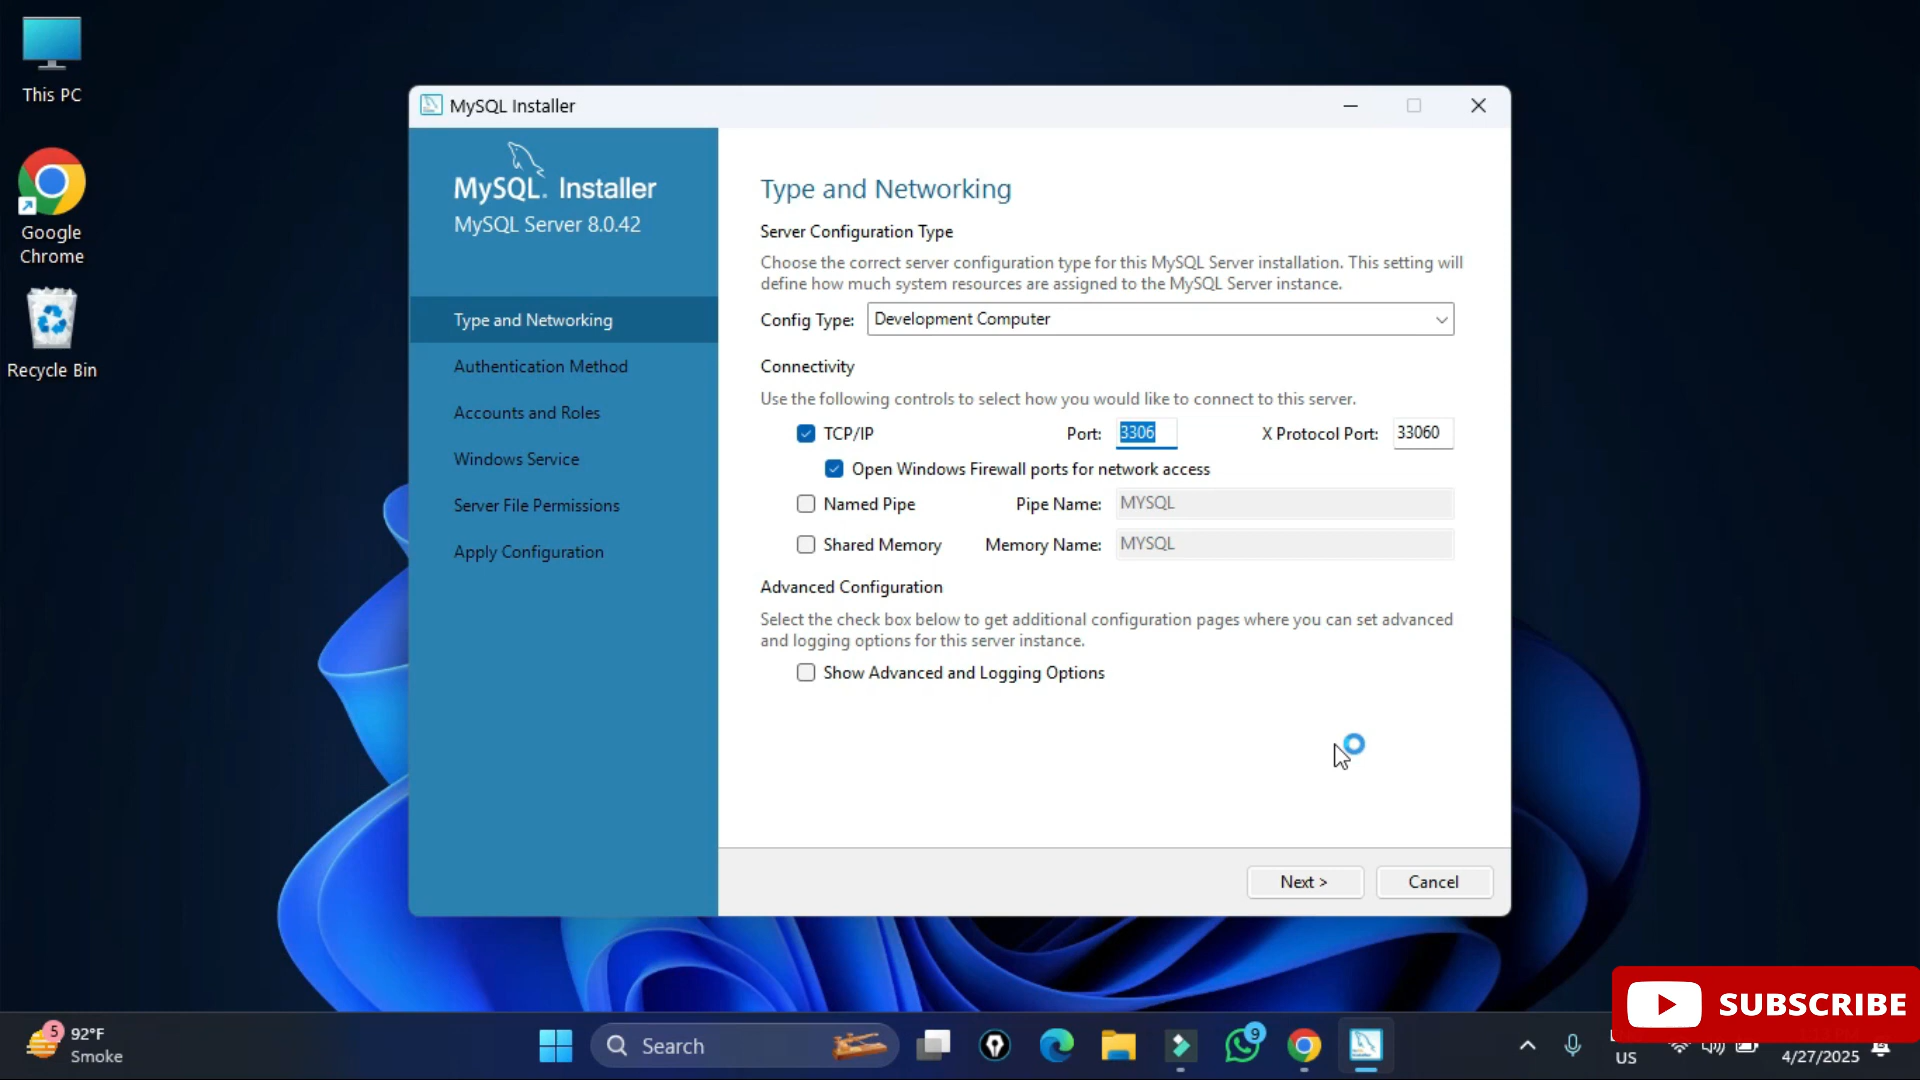 This PC
Google
Chrome
Recycle Bin
MySQL Installer
MySQL. Installer
MySQL Server 8.0.42
Type and Networking
Authentication Method
Accounts and Roles
Windows Service
Server File Permissions
Apply Configuration
Type and Networking
Server Configuration Type
Choose the correct server configuration type for this MySQL Server installation. This setting will
define how much system resources are assigned to the MySQL Server instance.
Config Type: Development Computer
Connectivity
Use the following controls to select how you would like to connect to this server.
TCP/IP Port: 3306 X Protocol Port: 33060
Open Windows Firewall ports for network access
Named Pipe Pipe Name: MYSQL
Shared Memory Memory Name: MYSQL
Advanced Configuration
Select the check box below to get additional configuration pages where you can set advanced
and logging options for this server instance.
Show Advanced and Logging Options
Next > Cancel
SUBSCRIBE
5 92°F
Smoke
Search
9
US
4/27/2025